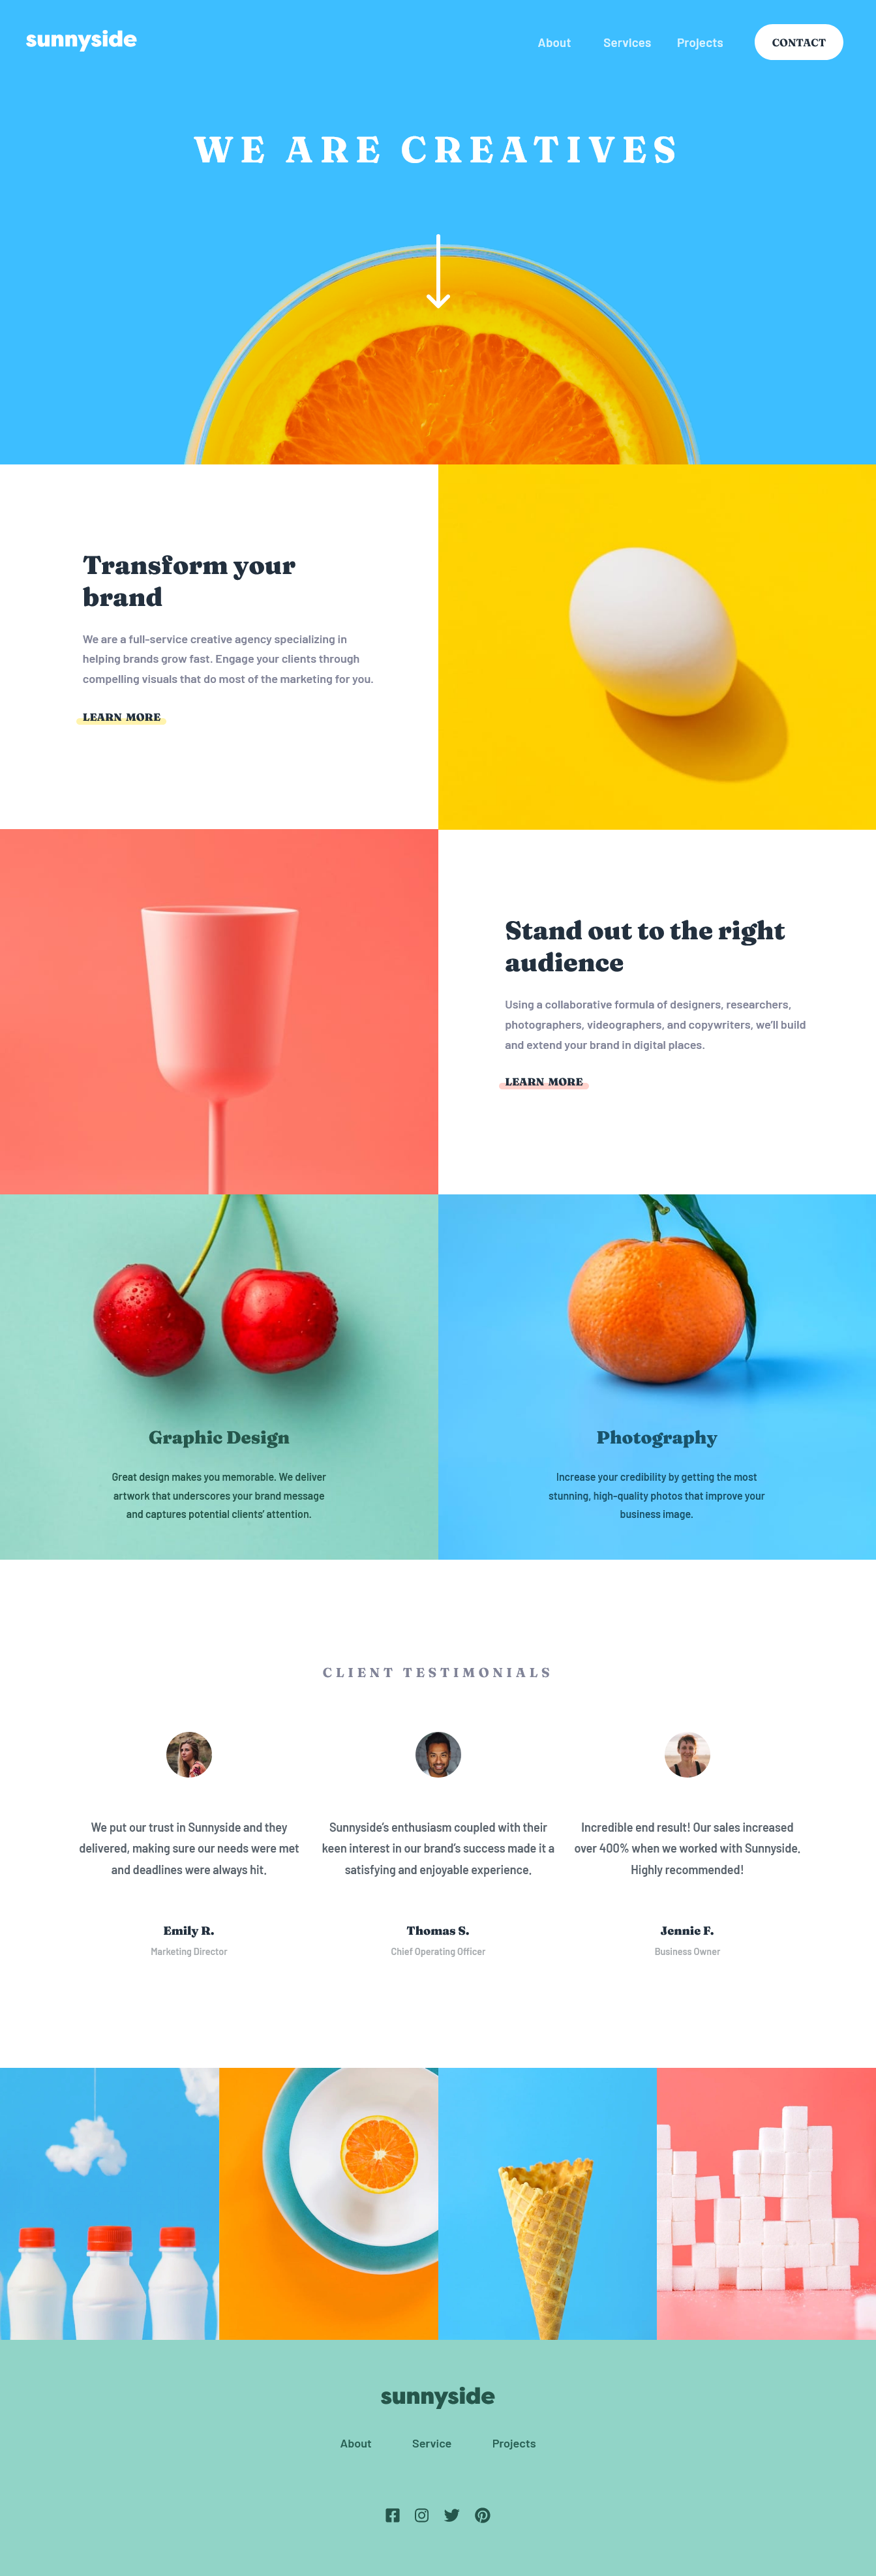 sunnyside
About Services Projects CONTACT
WE ARE CREATIVES
Transform your
brand
We are a full-service creative agency specializing in
helping brands grow fast. Engage your clients through
compelling visuals that do most of the marketing for you.
LEARN MORE
Stand out to the right
audience
Using a collaborative formula of designers, researchers,
photographers, videographers, and copywriters, we'll build
and extend your brand in digital places.
LEARN MORE
Graphic Design
Great design makes you memorable. We deliver
artwork that underscores your brand message
and captures potential clients' attention.
Photography
Increase your credibility by getting the most
stunning, high-quality photos that improve your
business image.
CLIENT TESTIMONIALS
We put our trust in Sunnyside and they
delivered, making sure our needs were met
and deadlines were always hit.
Emily R.
Marketing Director
Sunnyside's enthusiasm coupled with their
keen interest in our brand's success made it a
satisfying and enjoyable experience.
Thomas S.
Chief Operating Officer
Incredible end result! Our sales increased
over 400% when we worked with Sunnyside.
Highly recommended!
Jennie F.
Business Owner
sunnyside
About Service Projects